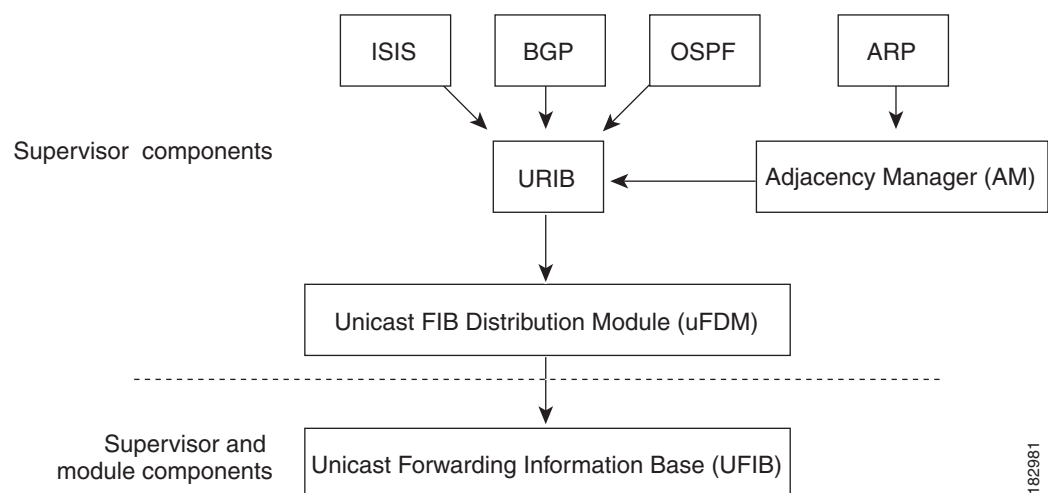 ISIS
BGP
OSPF
ARP
Supervisor components
URIB
Adjacency Manager (AM)
Unicast FIB Distribution Module (uFDM)
Supervisor and
module components
Unicast Forwarding Information Base (UFIB)
182981